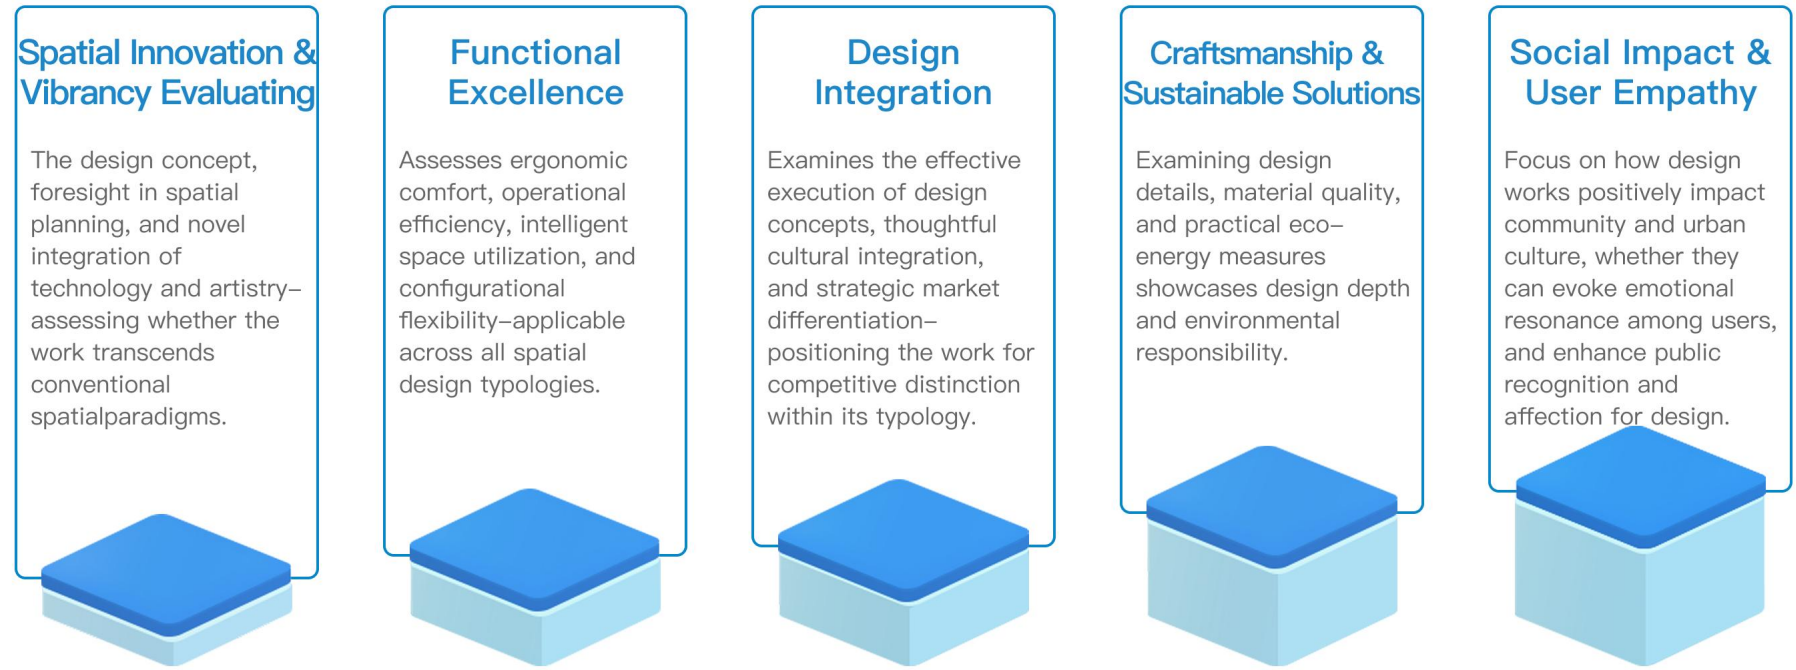 Spatial Innovation &
Vibrancy Evaluating
The design concept,
foresight in spatial
planning, and novel
integration of
technology and artistry–
assessing whether the
work transcends
conventional
spatialparadigms.
Functional
Excellence
Assesses ergonomic
comfort, operational
efficiency, intelligent
space utilization, and
configurational
flexibility–applicable
across all spatial
design typologies.
Design
Integration
Examines the effective
execution of design
concepts, thoughtful
cultural integration,
and strategic market
differentiation–
positioning the work for
competitive distinction
within its typology.
Craftsmanship &
Sustainable Solutions
Examining design
details, material quality,
and practical eco–
energy measures
showcases design depth
and environmental
responsibility.
Social Impact &
User Empathy
Focus on how design
works positively impact
community and urban
culture, whether they
can evoke emotional
resonance among users,
and enhance public
recognition and
affection for design.